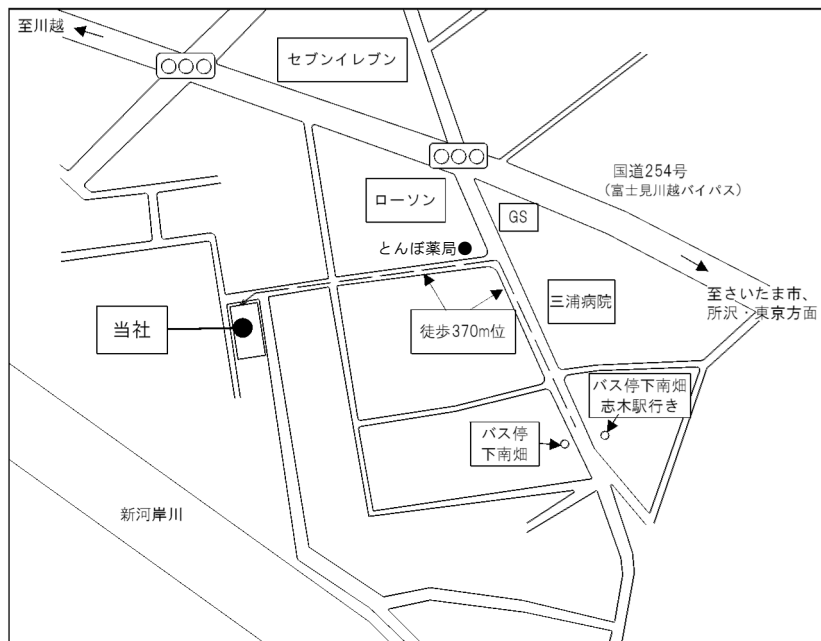 至川越
セブンイレブン
国道254号
(富士見川越バイパス)
ローソン
GS
とんぼ薬局
至さいたま市、
所沢・東京方面
三浦病院
当社
徒歩370m位
バス停下南畑
志木駅行き
バス停
下南畑
新河岸川